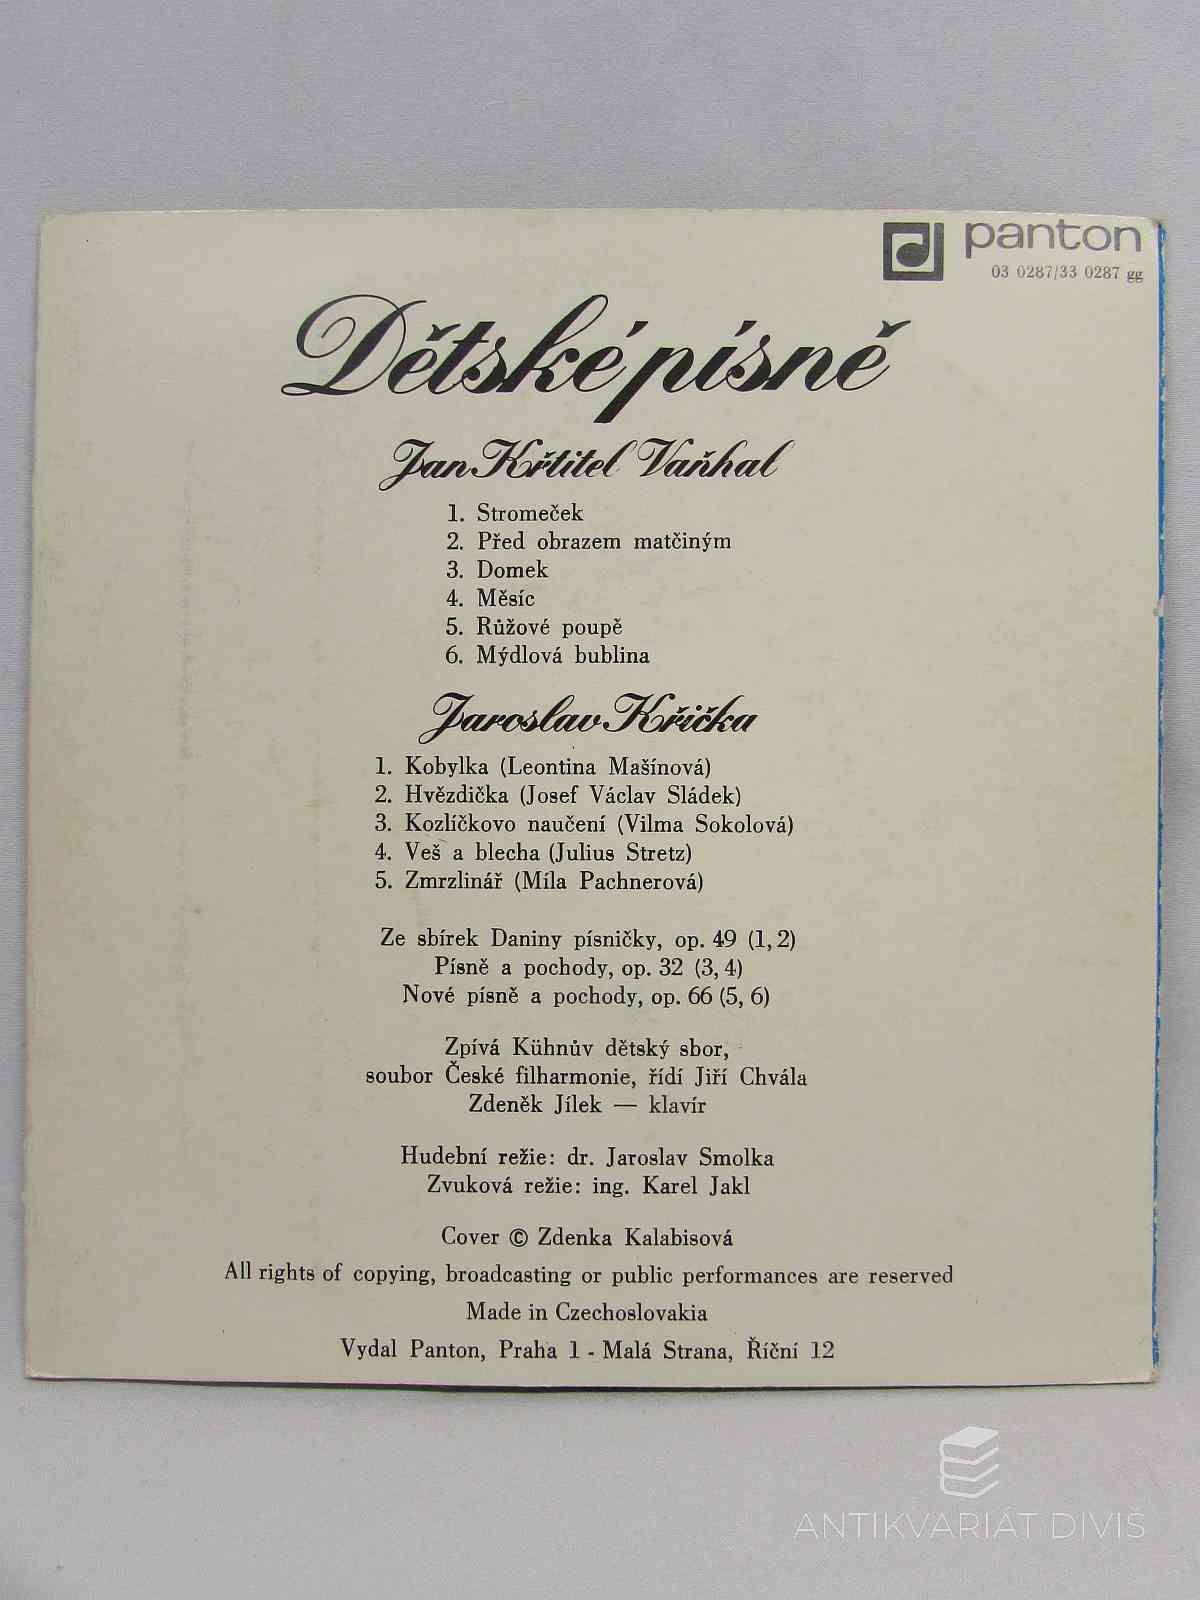 panton
03 0287/33 0287 gg
Dětské písně
Jan Křtitel Vaňhal
1. Stromeček
2. Před obrazem matčiným
3. Domek
4. Měsíc
5. Růžové poupě
6. Mýdlová bublina
Jaroslav Křička
1. Kobylka (Leontina Mašínová)
2. Hvězdička (Josef Václav Sládek)
3. Kozlíčkovo naučení (Vilma Sokolová)
4. Veš a blecha (Julius Stretz)
5. Zmrzlinář (Míla Pachnerová)
Ze sbírek Daniny písničky, op. 49 (1, 2)
Písně a pochody, op. 32 (3, 4)
Nové písně a pochody, op. 66 (5, 6)
Zpívá Kühnův dětský sbor,
soubor České filharmonie, řídí Jiří Chvála
Zdeněk Jílek — klavír
Hudební režie: dr. Jaroslav Smolka
Zvuková režie: ing. Karel Jakl
Cover © Zdenka Kalabisová
All rights of copying, broadcasting or public performances are reserved
Made in Czechoslovakia
Vydal Panton, Praha 1 - Malá Strana, Říční 12
ANTIKVARIÁT DIVIŠ